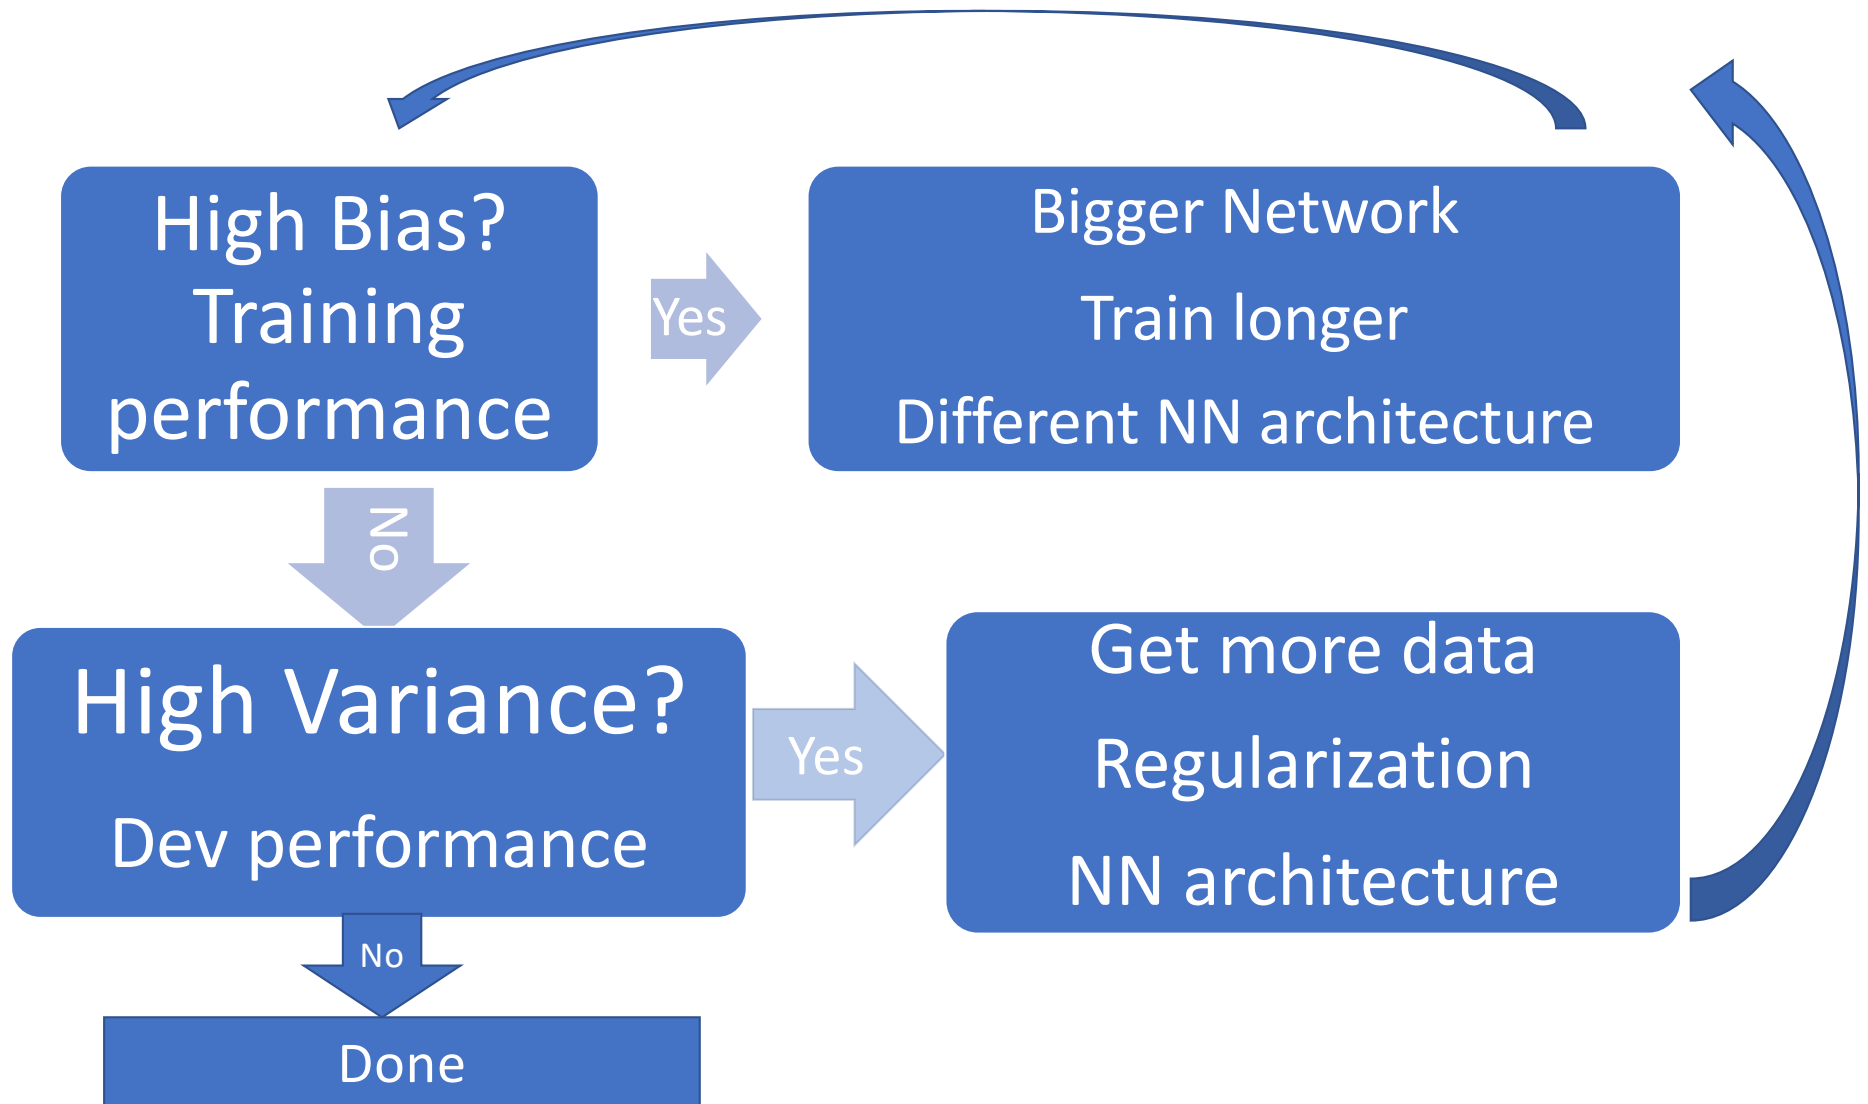 High Bias?
Training
performance
Yes
Bigger Network
Train longer
Different NN architecture
No
High Variance?
Dev performance
Yes
Get more data
Regularization
NN architecture
No
Done